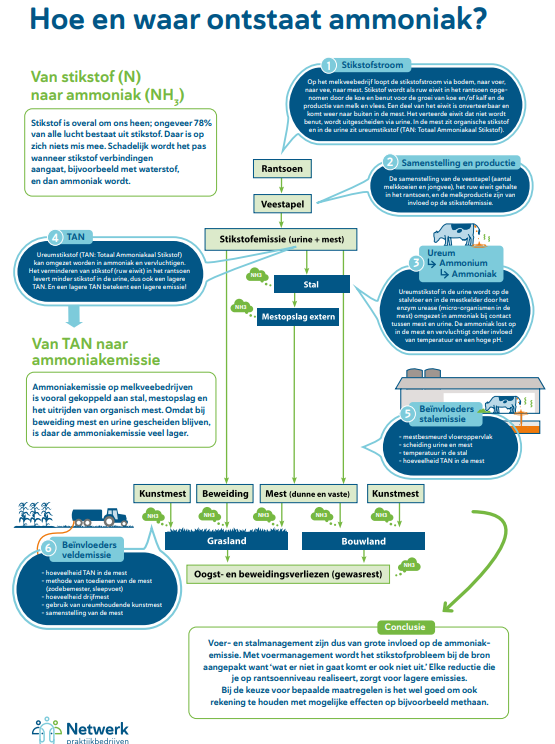 Hoe en waar ontstaat ammoniak?
Van stikstof (N)
naar ammoniak (NH3)
Stikstof is overal om ons heen; ongeveer 78%
van alle lucht bestaat uit stikstof. Daar is op
zich niets mis mee. Schadelijk wordt het pas
wanneer stikstof verbindingen
aangaat, bijvoorbeeld met waterstof,
en dan ammoniak wordt.
1 Stikstofstroom
Op het melkveebedrijf loopt de stikstofstroom via bodem, naar voer,
naar vee, naar mest. Stikstof wordt als ruw eiwit in het rantsoen opge-
nomen door de koe en benut voor de groei van koe en/of kalf en de
productie van melk en vlees. Een deel van het eiwit is onverteerbaar en
komt weer naar buiten in de mest. Het verteerde eiwit dat niet wordt
benut, wordt uitgescheiden via urine. In de mest zit organische stikstof
en in de urine zit ureumstikstof (TAN: Totaal Ammoniakaal Stikstof).
Rantsoen
2 Samenstelling en productie
De samenstelling van de veestapel (aantal
melkkoeien en jongvee), het ruw eiwit gehalte
in het rantsoen, en de melkproductie zijn van
invloed op de stikstofemissie.
Veestapel
Stikstofemissie (urine + mest)
4 TAN
Ureumstikstof (TAN: Totaal Ammoniakaal Stikstof)
kan omgezet worden in ammoniak en vervluchtigen.
Het verminderen van stikstof (ruw eiwit) in het rantsoen
levert minder stikstof in de urine, dus ook een lagere
TAN. En een lagere TAN betekent een lagere emissie!
3 Ureum
Ammonium
Ammoniak
Ureumstikstof in de urine wordt op de
stalvloer en in de mestkelder door het
enzym urease (micro-organismen in de
mest) omgezet in ammoniak bij contact
tussen mest en urine. De ammoniak lost op
in de mest en vervluchtigt onder invloed
van temperatuur en een hoge pH.
NH3
Stal
NH3
Mestopslag extern
Van TAN naar
ammoniakemissie
Ammoniakemissie op melkveebedrijven
is vooral gekoppeld aan stal, mestopslag en
het uitrijden van organisch mest. Omdat bij
beweiding mest en urine gescheiden blijven,
is daar de ammoniakemissie veel lager.
5 Beïnvloeders
stalemissie
- mestbesmeurd vloeroppervlak
- scheiding urine en mest
- temperatuur in de stal
- hoeveelheid TAN in de mest
Kunstmest
Beweiding
Mest (dunne en vaste)
Kunstmest
NH3
NH3
NH3
NH3
NH3
Grasland
Bouwland
6 Beïnvloeders
veldemissie
- hoeveelheid TAN in de mest
- methode van toedienen van de mest
(zodebemester, sleepvoet)
- hoeveelheid drijfmest
- gebruik van ureumhoudende kunstmest
- samenstelling van de mest
Oogst- en beweidingsverliezen (gewasrest)
NH3
Conclusie
Voer- en stalmanagement zijn dus van grote invloed op de ammoniak-
emissie. Met voermanagement wordt het stikstofprobleem bij de bron
aangepakt want ‘wat er niet in gaat komt er ook niet uit.’ Elke reductie die
je op rantsoenniveau realiseert, zorgt voor lagere emissies.
Bij de keuze voor bepaalde maatregelen is het wel goed om ook
rekening te houden met mogelijke effecten op bijvoorbeeld methaan.
Netwerk
praktijkbedrijven